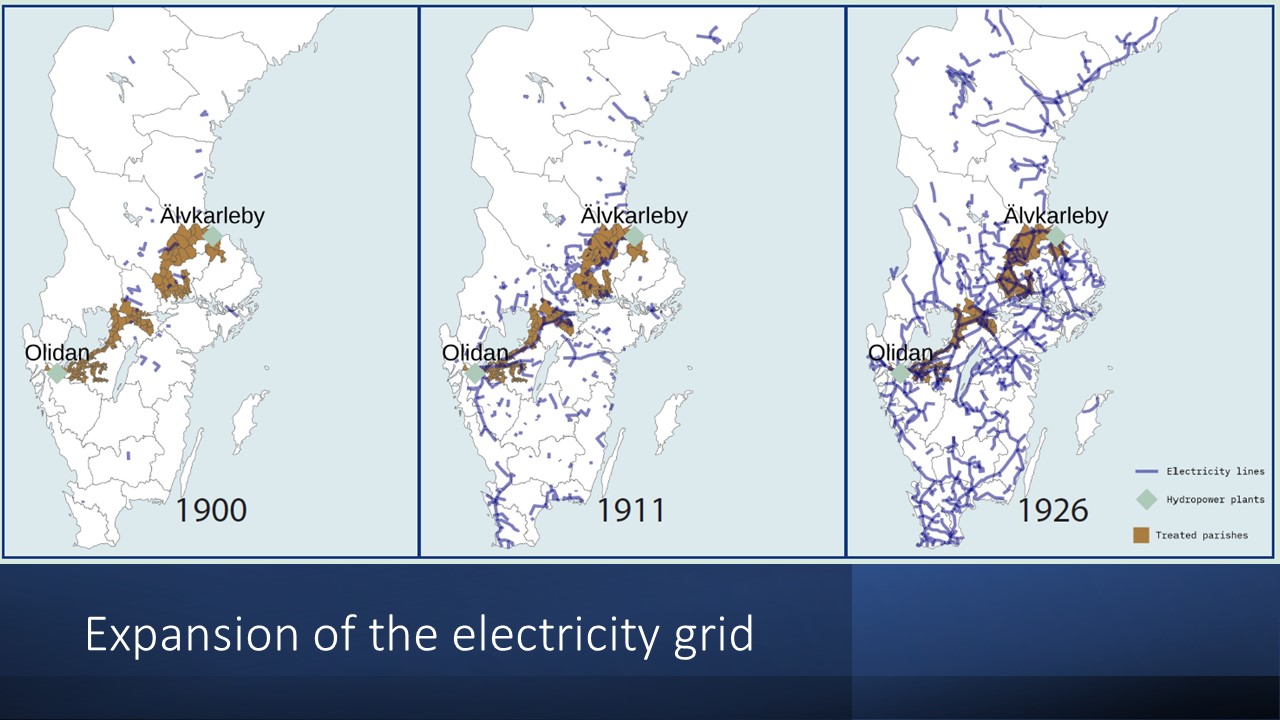 Älvkarleby
Olidan
1900
Älvkarleby
Olidan
1911
Älvkarleby
Olidan
1926
Electricity lines
Hydropower plants
Treated parishes
Expansion of the electricity grid